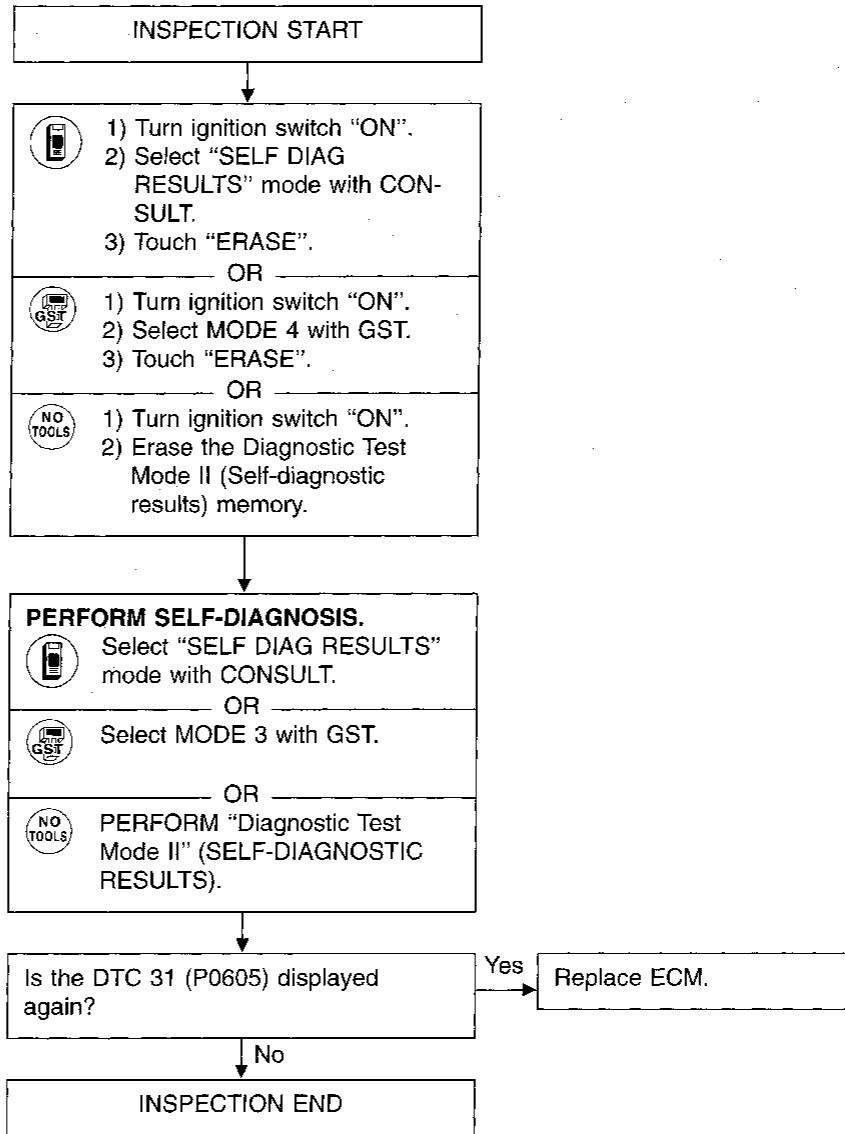 INSPECTION START
1) Turn ignition switch "ON".
2) Select "SELF DIAG
RESULTS" mode with CON-
SULT.
3) Touch "ERASE".
OR
GST
1) Turn ignition switch "ON".
2) Select MODE 4 with GST.
3) Touch "ERASE".
OR
NO
TOOLS
1) Turn ignition switch "ON".
2) Erase the Diagnostic Test
Mode II (Self-diagnostic
results) memory.
PERFORM SELF-DIAGNOSIS.
Select "SELF DIAG RESULTS"
mode with CONSULT.
OR
GST
Select MODE 3 with GST.
OR
NO
TOOLS
PERFORM "Diagnostic Test
Mode II" (SELF-DIAGNOSTIC
RESULTS).
Is the DTC 31 (P0605) displayed
again?
Yes
Replace ECM.
No
INSPECTION END